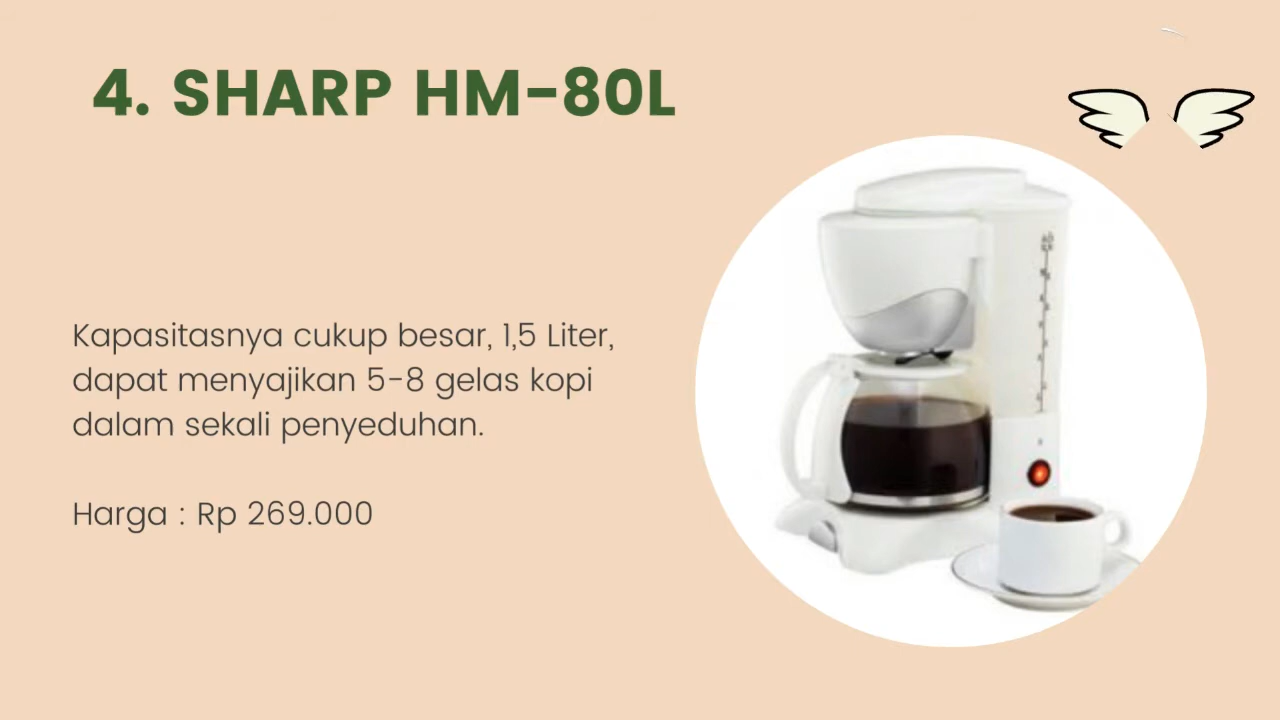 4. SHARP HM-80L
Kapasitasnya cukup besar, 1,5 Liter,
dapat menyajikan 5-8 gelas kopi
dalam sekali penyeduhan.
Harga : Rp 269.000